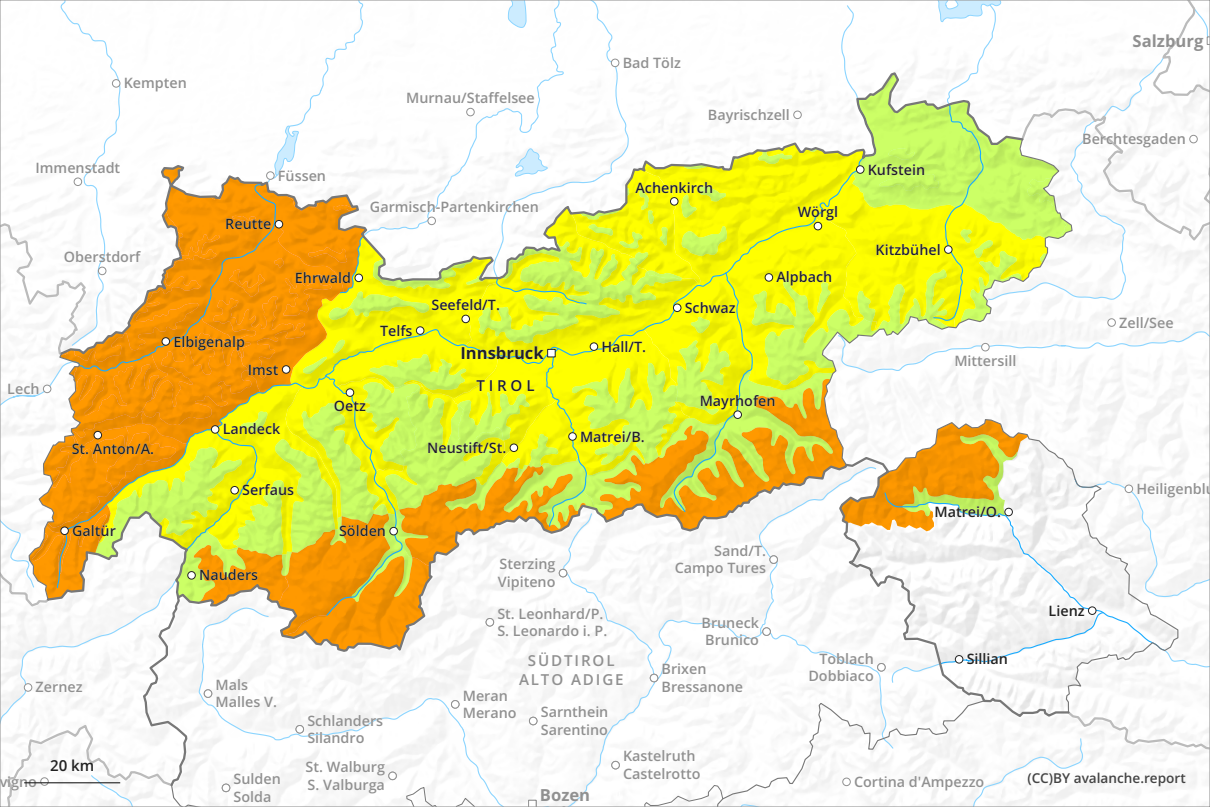 Salzburg
Bad Tölz
Kempten
Murnau/Staffelsee
Bayrischzell
Berchtesgaden
Immenstadt
Füssen
Kufstein
Achenkirch
Garmisch-Partenkirchen
Reutte
Wörgl
Oberstdorf
Kitzbühel
Ehrwald
Alpbach
Seefeld/T.
Schwaz
Telfs
Zell/See
Elbigenalp
Innsbruck
Hall/T.
Mittersill
Imst
TIROL
Lech
Oetz
Mayrhofen
Landeck
Matrei/B.
St. Anton/A.
Neustift/St.
Serfaus
Heiligenblu
Matrei/O.
Galtür
Sölden
Sand/T.
Campo Tures
Sterzing
Vipiteno
Nauders
Lienz
St. Leonhard/P.
S. Leonardo i. P.
Bruneck
Brunico
SÜDTIROL
ALTO ADIGE
Toblach
Dobbiaco
Sillian
Brixen
Bressanone
Zernez
Mals
Malles V.
Meran
Merano
Sarnthein
Sarentino
Schlanders
Silandro
Kastelruth
Castelrotto
20 km
St. Walburg
S. Valburga
vigno
Sulden
Solda
Cortina d'Ampezzo
(CC)BY avalanche.report
Bozen